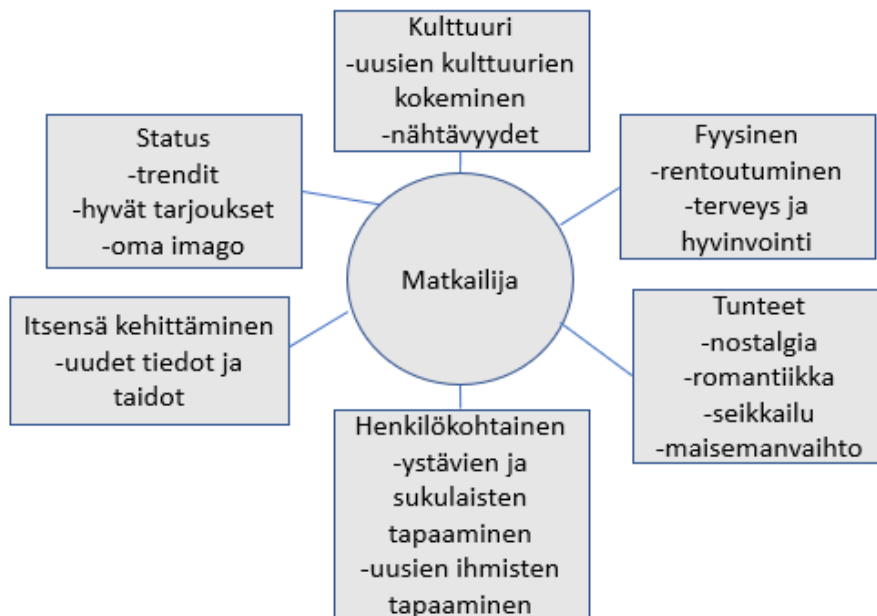 Kulttuuri
-uusien kulttuurien
kokeminen
-nähtävyydet
Status
-trendit
-hyvät tarjoukset
-oma imago
Fyysinen
-rentoutuminen
-terveys ja
hyvinvointi
Matkailija
Itsensä kehittäminen
-uudet tiedot ja
taidot
Tunteet
-nostalgia
-romantiikka
-seikkailu
-maisemanvaihto
Henkilökohtainen
-ystävien ja
sukulaisten
tapaaminen
-uusien ihmisten
tapaaminen